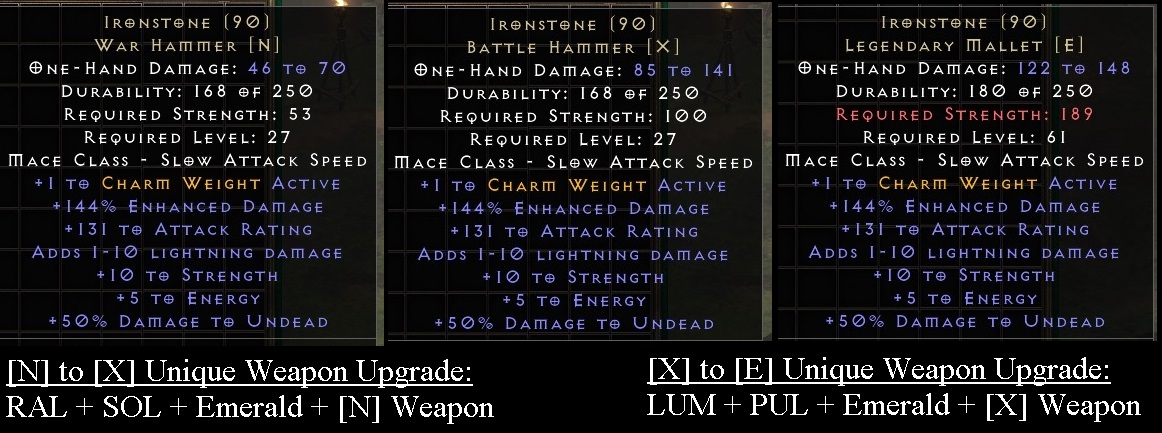 Ironstone (90)
War Hammer [N]
One-Hand Damage: 46 to 70
Durability: 168 of 250
Required Strength: 53
Required Level: 27
Mace Class - Slow Attack Speed
+1 to Charm Weight Active
+144% Enhanced Damage
+131 to Attack Rating
Adds 1-10 lightning damage
+10 to Strength
+5 to Energy
+50% Damage to Undead
Ironstone (90)
Battle Hammer [X]
One-Hand Damage: 85 to 141
Durability: 168 of 250
Required Strength: 100
Required Level: 27
Mace Class - Slow Attack Speed
+1 to Charm Weight Active
+144% Enhanced Damage
+131 to Attack Rating
Adds 1-10 lightning damage
+10 to Strength
+5 to Energy
+50% Damage to Undead
Ironstone (90)
Legendary Mallet [E]
One-Hand Damage: 122 to 148
Durability: 180 of 250
Required Strength: 189
Required Level: 61
Mace Class - Slow Attack Speed
+1 to Charm Weight Active
+144% Enhanced Damage
+131 to Attack Rating
Adds 1-10 lightning damage
+10 to Strength
+5 to Energy
+50% Damage to Undead
[N] to [X] Unique Weapon Upgrade:
RAL + SOL + Emerald + [N] Weapon
[X] to [E] Unique Weapon Upgrade:
LUM + PUL + Emerald + [X] Weapon